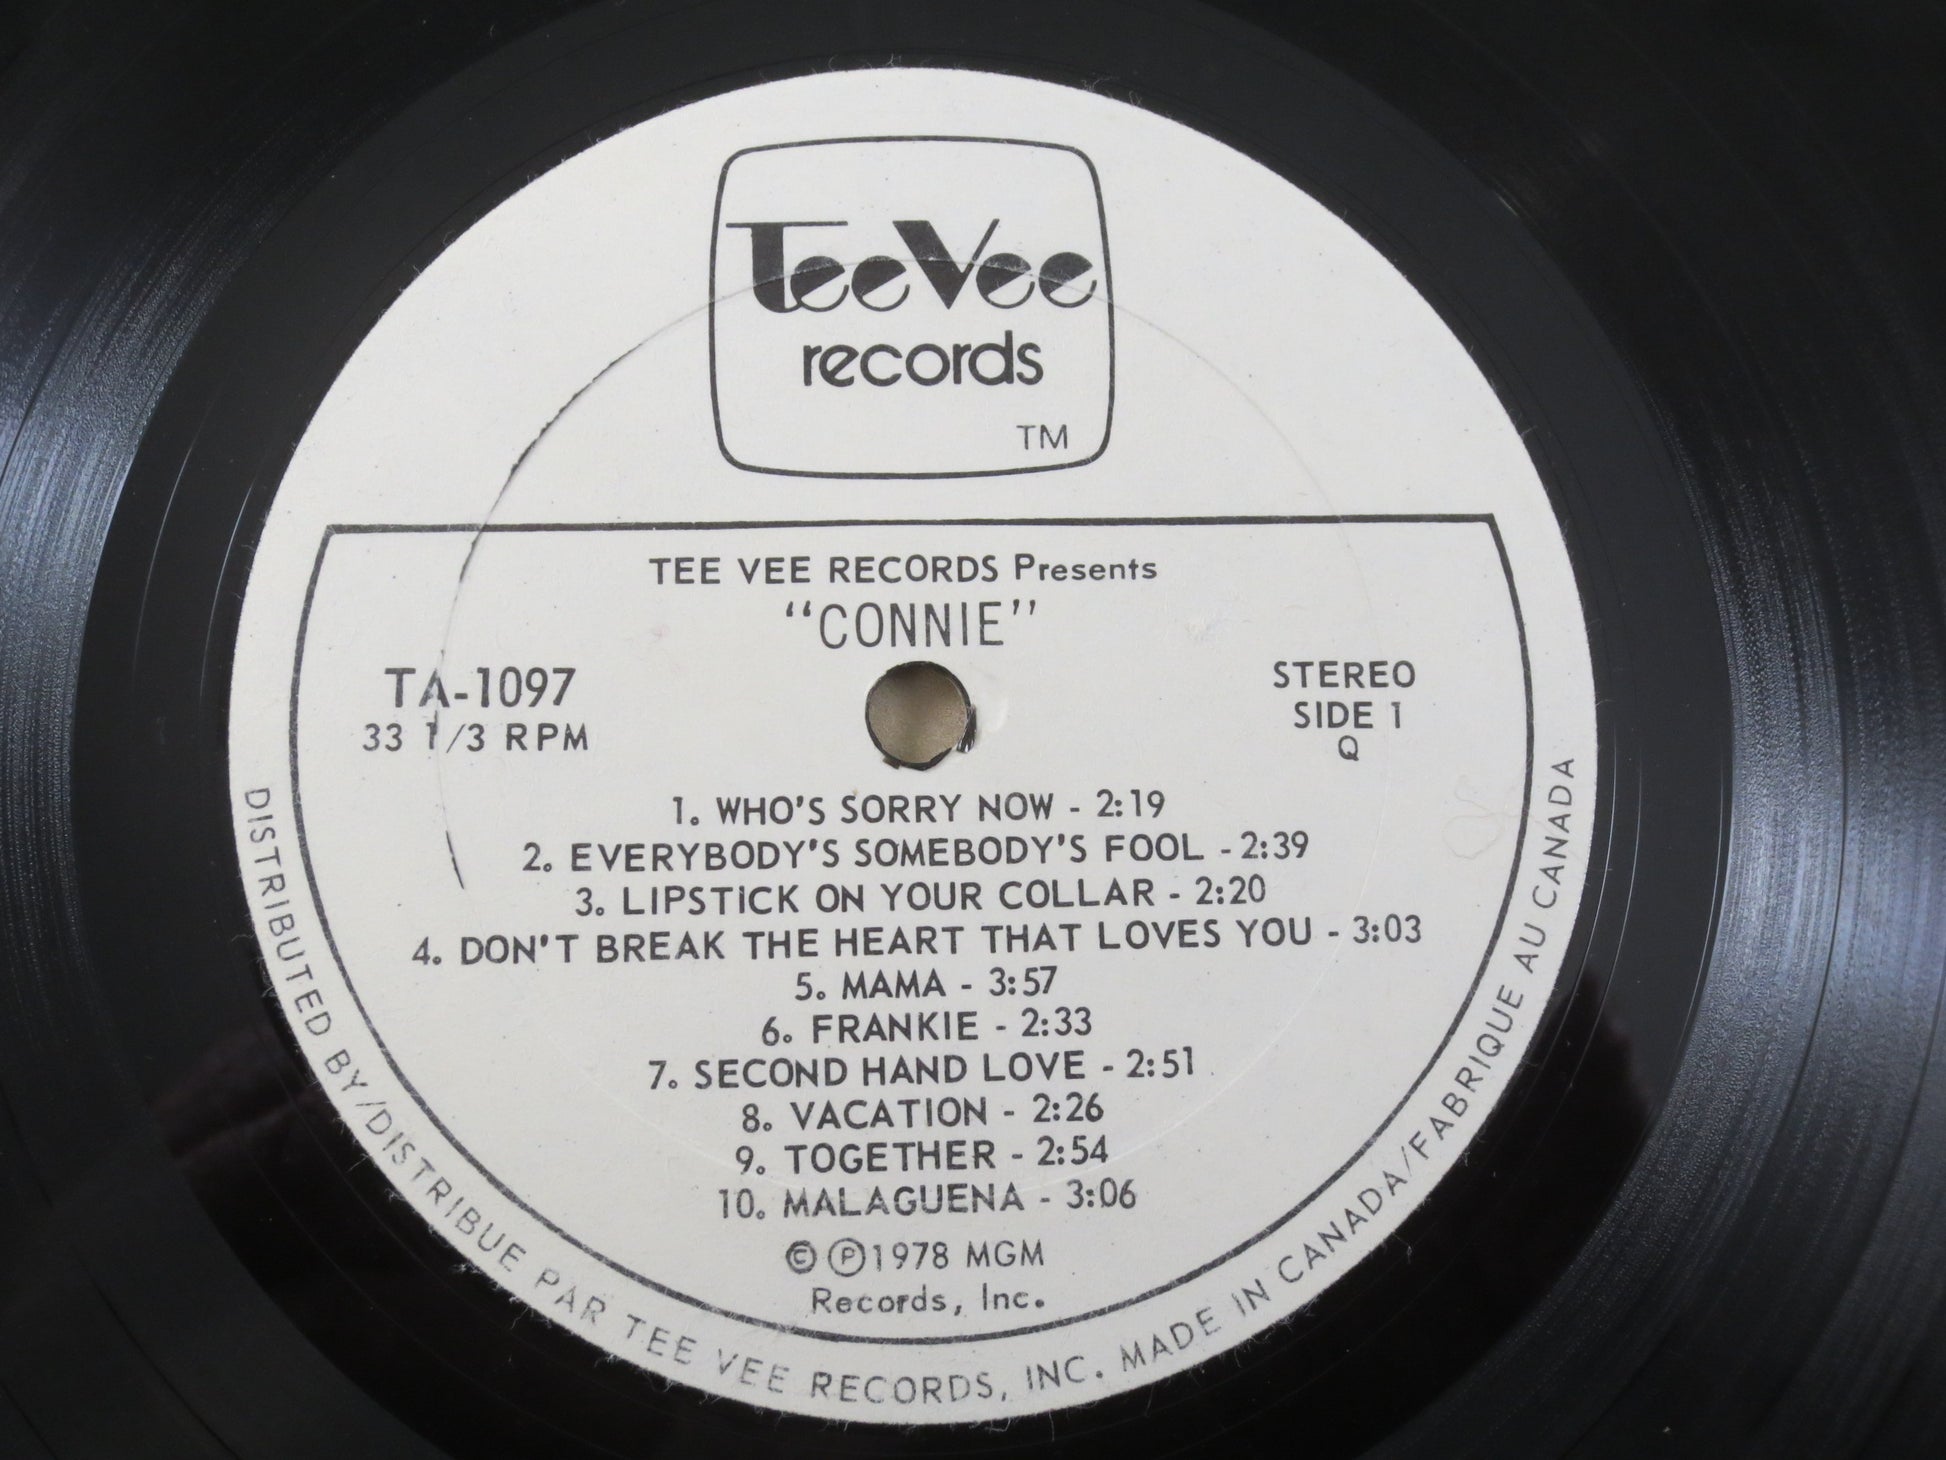 TeeVee
records
TM
TEE VEE RECORDS Presents
"CONNIE"
TA-1097
33 1/3 RPM
STEREO
SIDE 1
Q
1. WHO'S SORRY NOW - 2:19
2. EVERYBODY'S SOMEBODY'S FOOL - 2:39
3. LIPSTICK ON YOUR COLLAR - 2:20
4. DON'T BREAK THE HEART THAT LOVES YOU - 3:03
5. MAMA - 3:57
6. FRANKIE - 2:33
7. SECOND HAND LOVE - 2:51
8. VACATION - 2:26
9. TOGETHER - 2:54
10. MALAGUENA - 3:06
© ℗ 1978 MGM
Records, Inc.
DISTRIBUTED BY/DISTRIBUE PAR TEE VEE RECORDS, INC. MADE IN CANADA/FABRIQUE AU CANADA